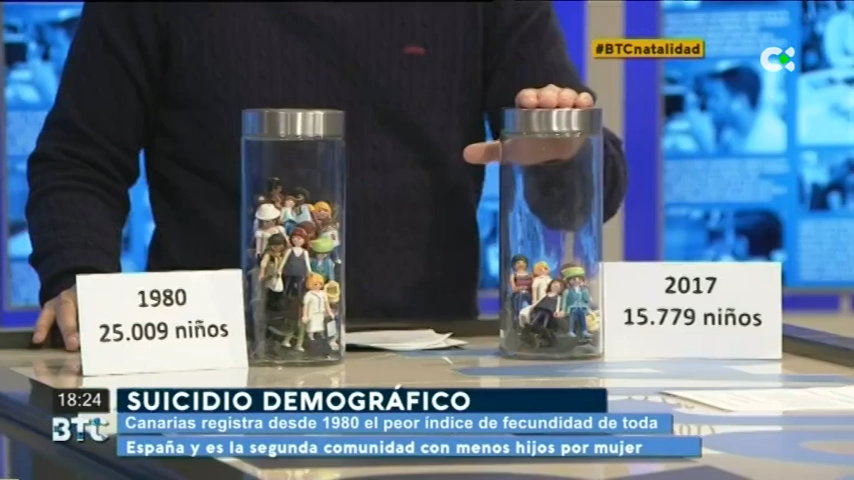 #BTCnatalidad
1980
25.009 niños
2017
15.779 niños
18:24
BTC
SUICIDIO DEMOGRÁFICO
Canarias registra desde 1980 el peor índice de fecundidad de toda
España y es la segunda comunidad con menos hijos por mujer